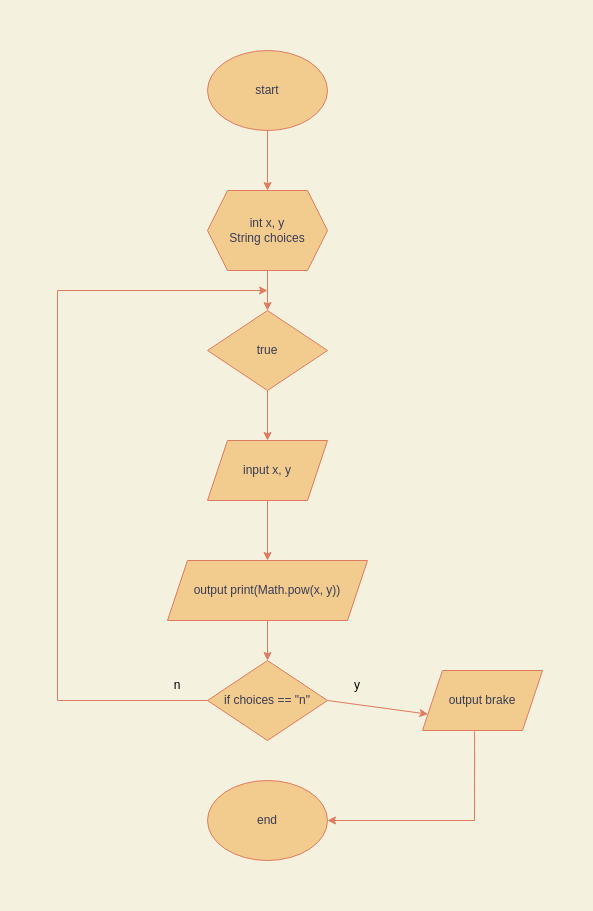 start
int x, y
String choices
true
input x, y
output print(Math.pow(x, y))
n
if choices == "n"
y
output brake
end